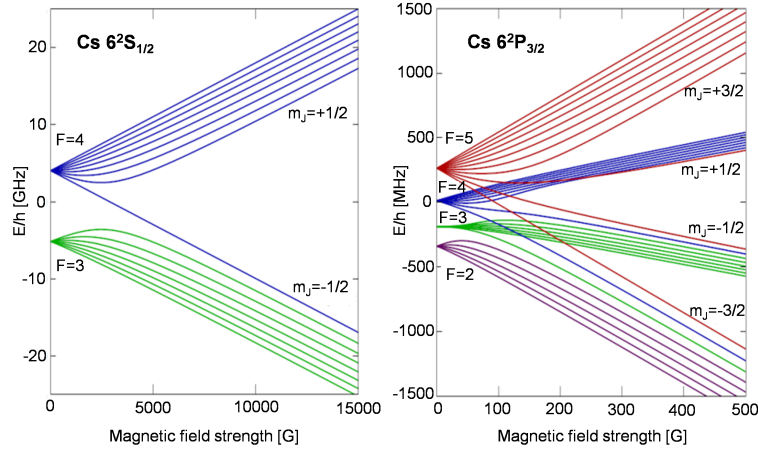 Cs 6²S₁/₂
E/h [GHz]
20
10
0
-10
-20
F=4
F=3
mJ=+1/2
mJ=-1/2
0 5000 10000 15000
Magnetic field strength [G]
Cs 6²P₃/₂
E/h [MHz]
1500
1000
500
0
-500
-1000
-1500
F=5
F=4
F=3
F=2
mJ=+3/2
mJ=+1/2
mJ=-1/2
mJ=-3/2
0 100 200 300 400 500
Magnetic field strength [G]